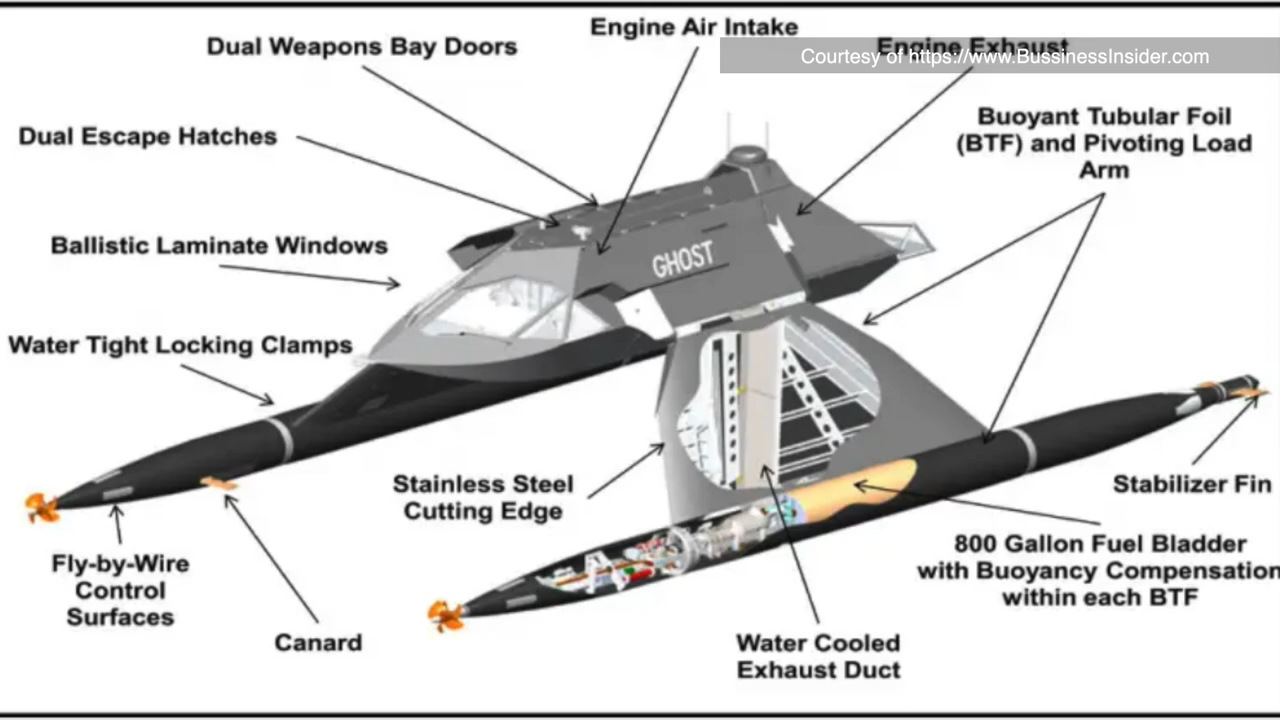 Engine Air Intake
Dual Weapons Bay Doors
Engine Exhaust
Courtesy of https://www.BussinessInsider.com
Buoyant Tubular Foil
(BTF) and Pivoting Load
Arm
Dual Escape Hatches
Ballistic Laminate Windows
GHOST
Water Tight Locking Clamps
Stainless Steel
Cutting Edge
Stabilizer Fin
Fly-by-Wire
Control
Surfaces
Canard
800 Gallon Fuel Bladder
with Buoyancy Compensation
within each BTF
Water Cooled
Exhaust Duct